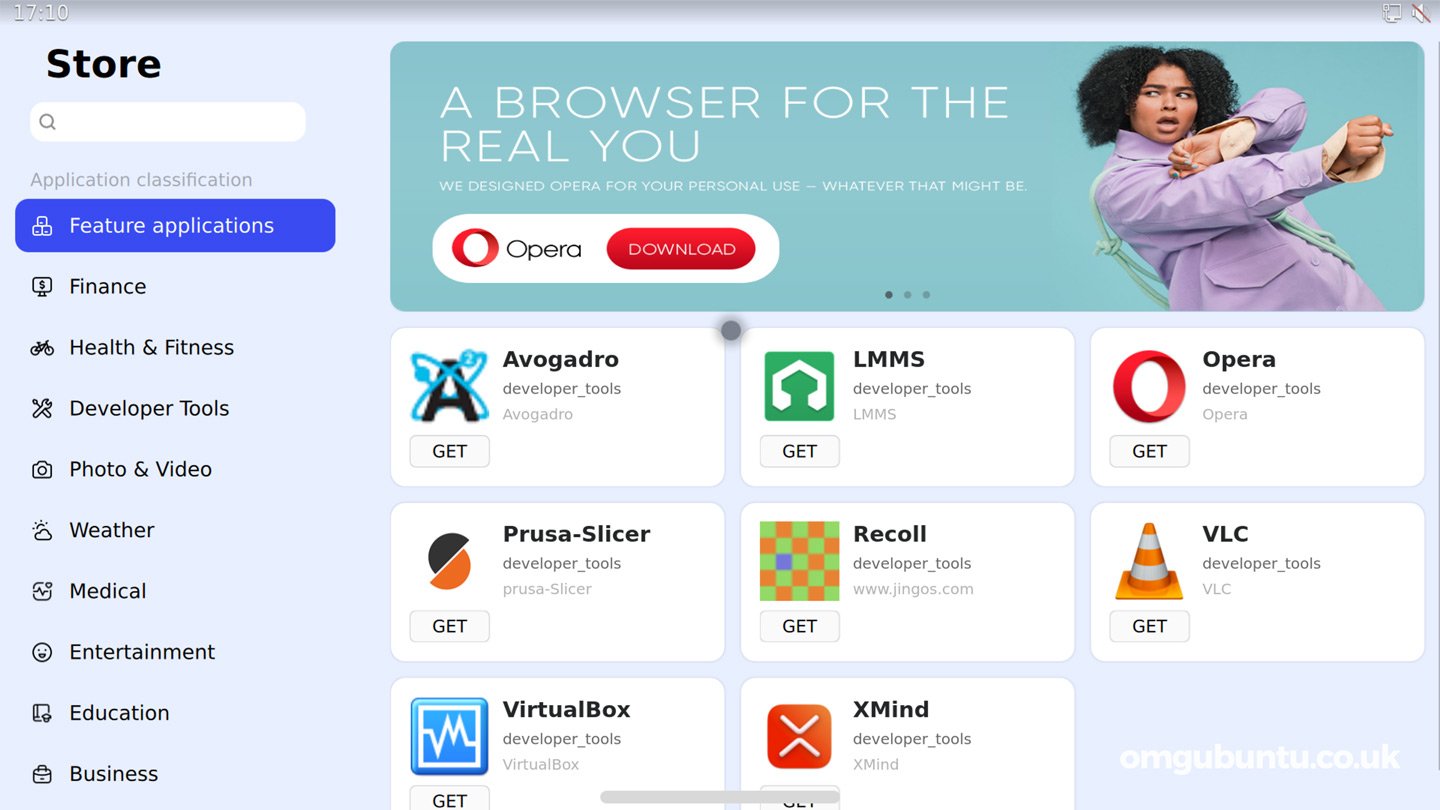 17:10
Store
Application classification
Feature applications
Finance
Health & Fitness
Developer Tools
Photo & Video
Weather
Medical
Entertainment
Education
Business
A BROWSER FOR THE
REAL YOU
WE DESIGNED OPERA FOR YOUR PERSONAL USE – WHATEVER THAT MIGHT BE.
Opera DOWNLOAD
Avogadro
developer_tools
Avogadro
GET
LMMS
developer_tools
LMMS
GET
Opera
developer_tools
Opera
GET
Prusa-Slicer
developer_tools
prusa-Slicer
GET
Recoll
developer_tools
www.jingos.com
GET
VLC
developer_tools
VLC
GET
VirtualBox
developer_tools
VirtualBox
GET
XMind
developer_tools
XMind
GET
omgubuntu.co.uk